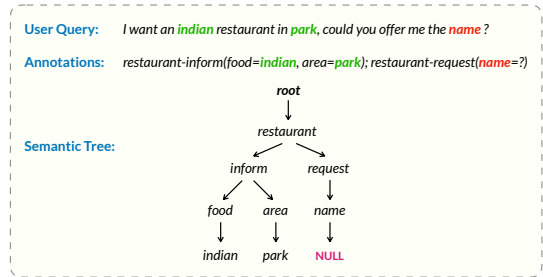 User Query: I want an indian restaurant in park, could you offer me the name ?
Annotations: restaurant-inform(food=indian, area=park); restaurant-request(name=?)
root
restaurant
Semantic Tree:
inform request
food area name
indian park NULL